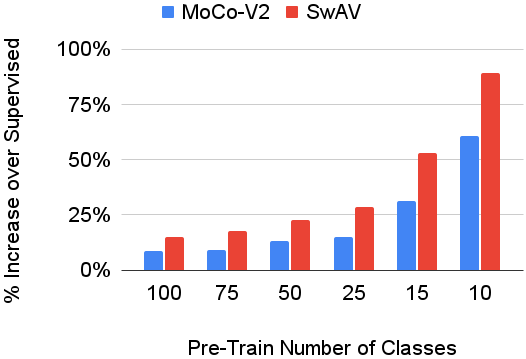 MoCo-V2 SwAV
% Increase over Supervised
100%
75%
50%
25%
0%
100 75 50 25 15 10
Pre-Train Number of Classes